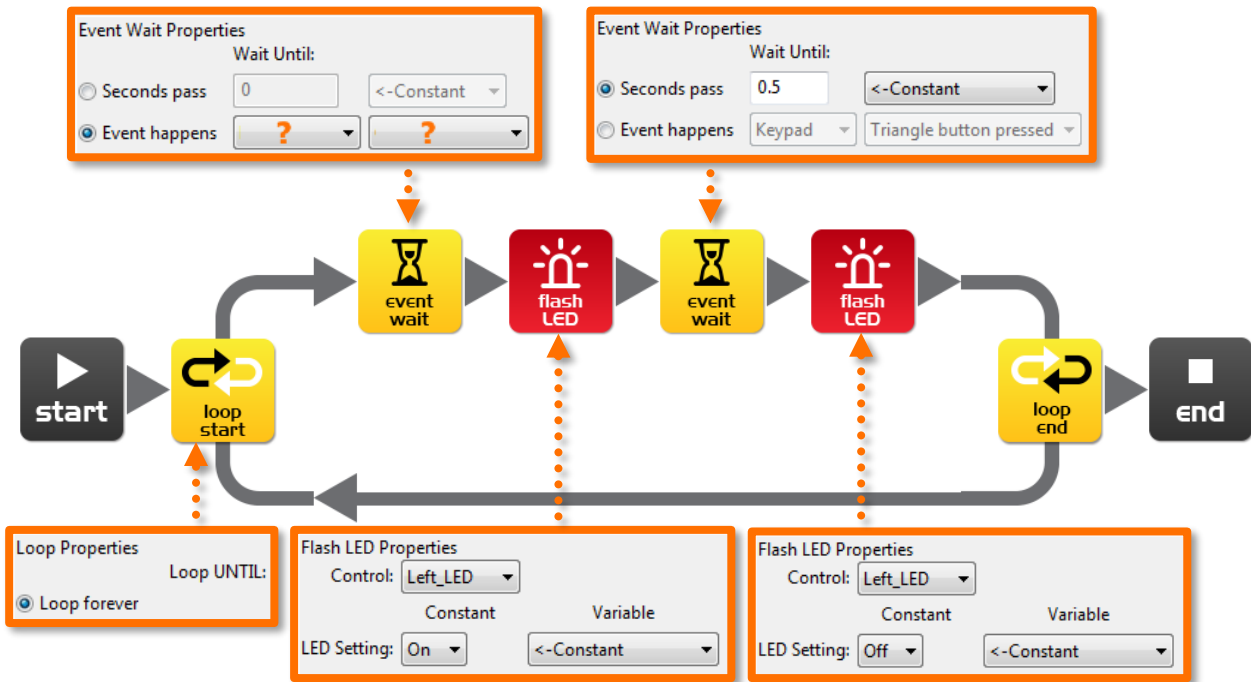 Event Wait Properties
Wait Until:
Seconds pass 0 <-Constant
Event happens ? ?
Event Wait Properties
Wait Until:
Seconds pass 0.5 <-Constant
Event happens Keypad Triangle button pressed
event
wait
flash
LED
event
wait
flash
LED
start
loop
start
loop
end
end
Loop Properties
Loop UNTIL:
Loop forever
Flash LED Properties
Control: Left_LED
Constant Variable
LED Setting: On <-Constant
Flash LED Properties
Control: Left_LED
Constant Variable
LED Setting: Off <-Constant